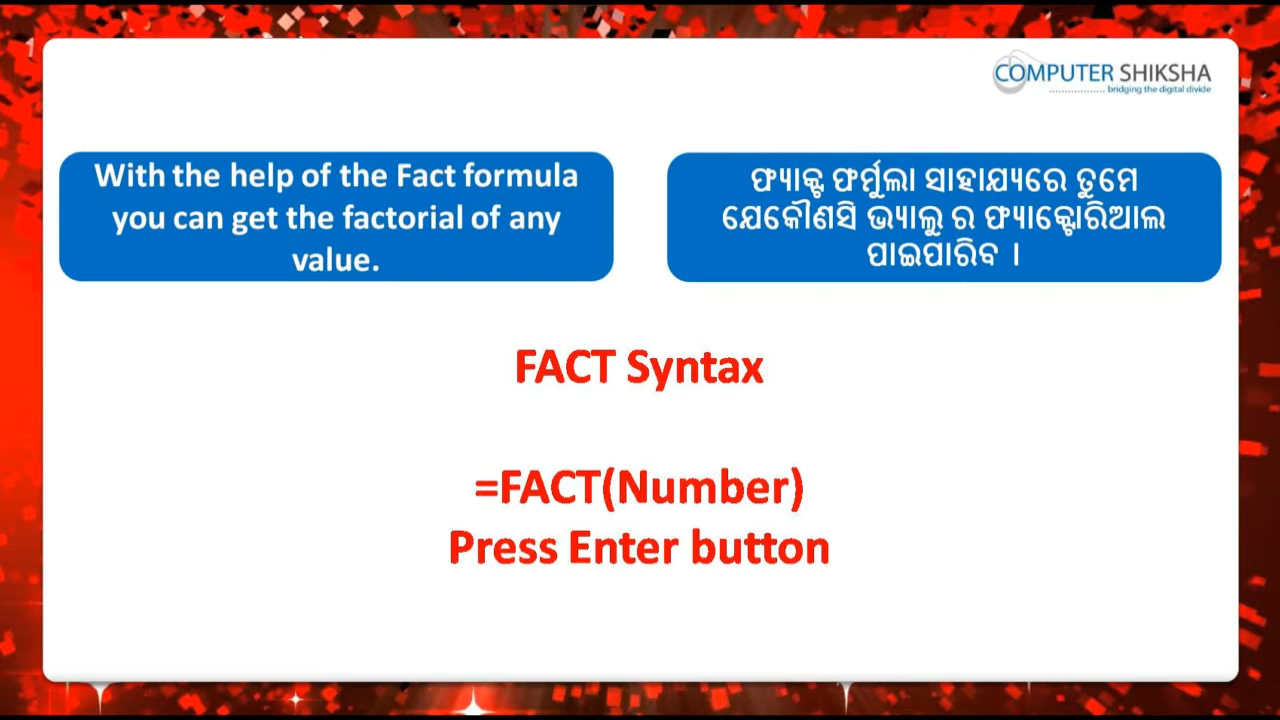 COMPUTER SHIKSHA
bridging the digital divide
With the help of the Fact formula
you can get the factorial of any
value.
ଫ୍ୟାକ୍ଟ ଫର୍ମୁଲା ସାହାଯ୍ୟରେ ତୁମେ
ଯେକୌଣସି ଭ୍ୟାଲୁ ର ଫ୍ୟାକ୍ଟୋରିଆଲ
ପାଇପାରିବ ।
FACT Syntax
=FACT(Number)
Press Enter button